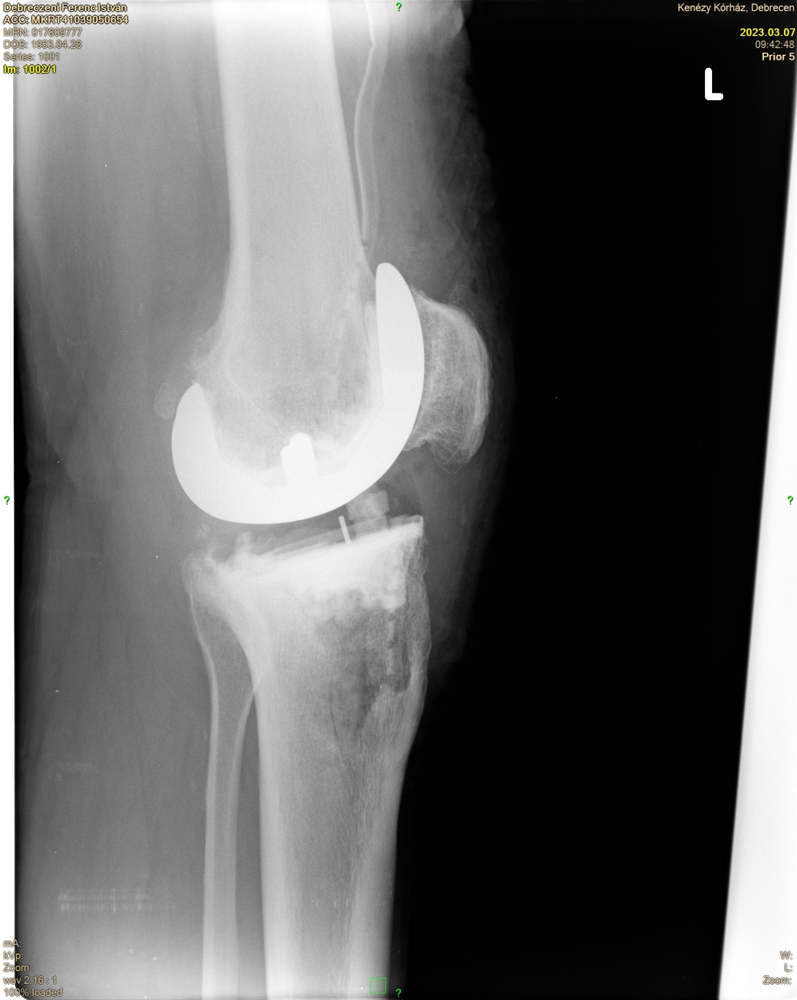 Debreczeni Ferenc István
ACC: MKRT41039050654
MRN: 017809777
DOB: 1953.04.28
Series: 1001
Im: 1002/1
?
Kenézy Kórház, Debrecen
2023.03.07
09:42:48
Prior 5
L
?
?
mA:
kVp:
Zoom:
wav 2.16 : 1
100% loaded
?
W:
L:
Zoom: